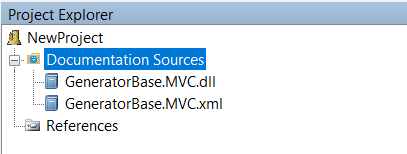 Project Explorer
NewProject
Documentation Sources
GeneratorBase.MVC.dll
GeneratorBase.MVC.xml
References